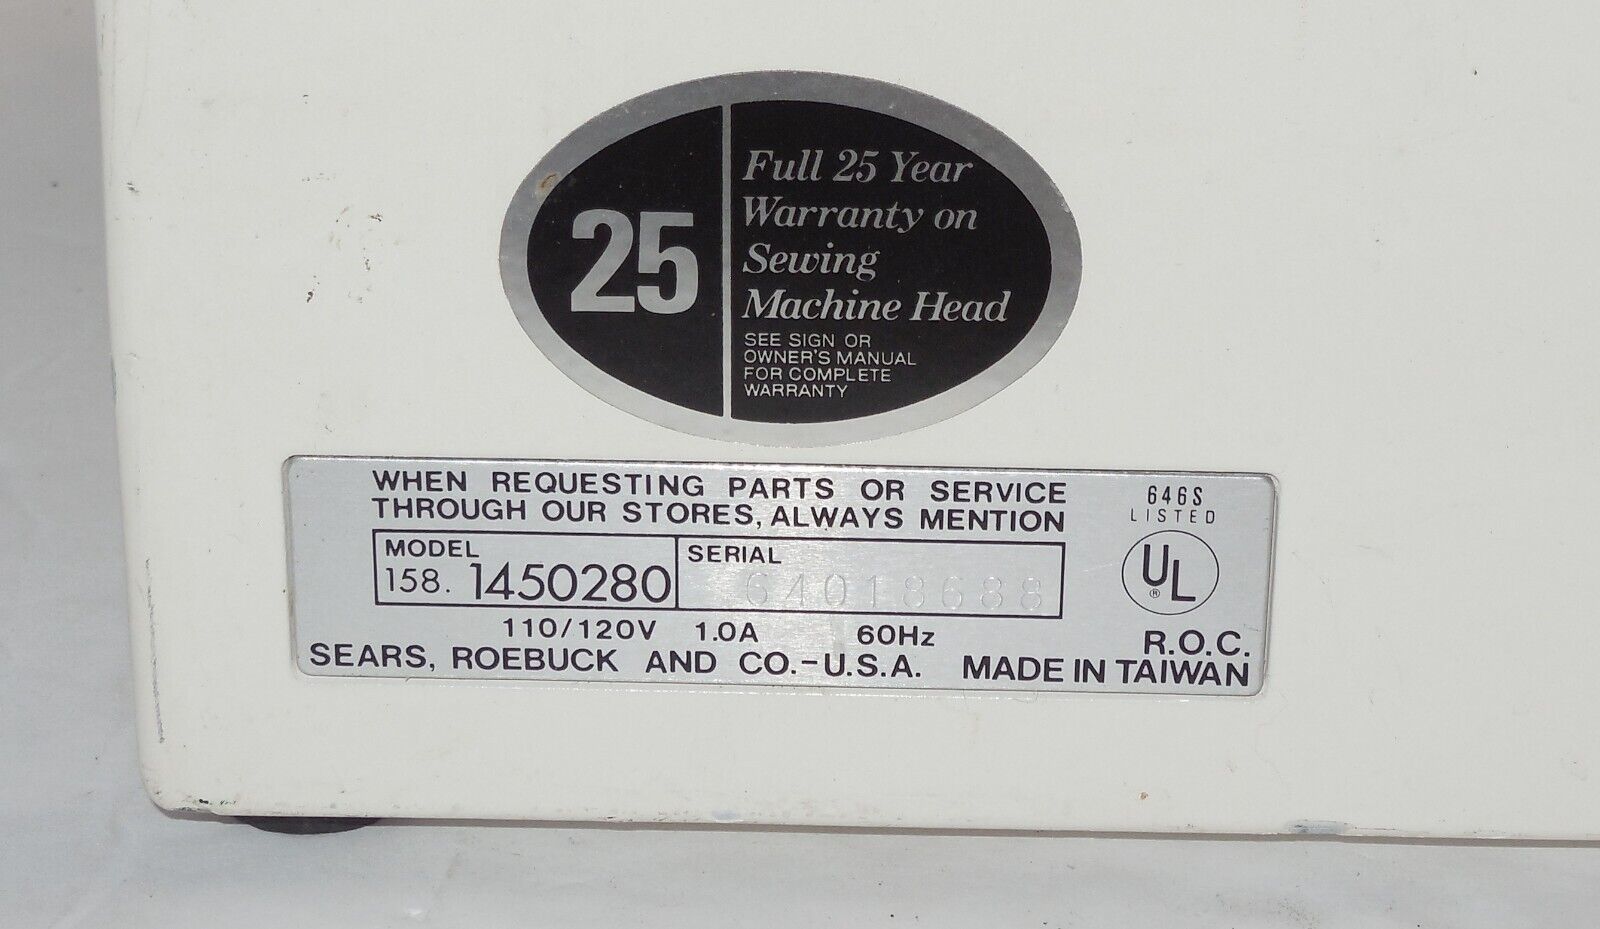 25
Full 25 Year
Warranty on
Sewing
Machine Head
SEE SIGN OR
OWNER'S MANUAL
FOR COMPLETE
WARRANTY
WHEN REQUESTING PARTS OR SERVICE
THROUGH OUR STORES, ALWAYS MENTION
MODEL
158. 1450280
SERIAL
64018688
110/120V 1.0A 60Hz
SEARS, ROEBUCK AND CO.-U.S.A.
646S
LISTED
UL
®
R.O.C.
MADE IN TAIWAN